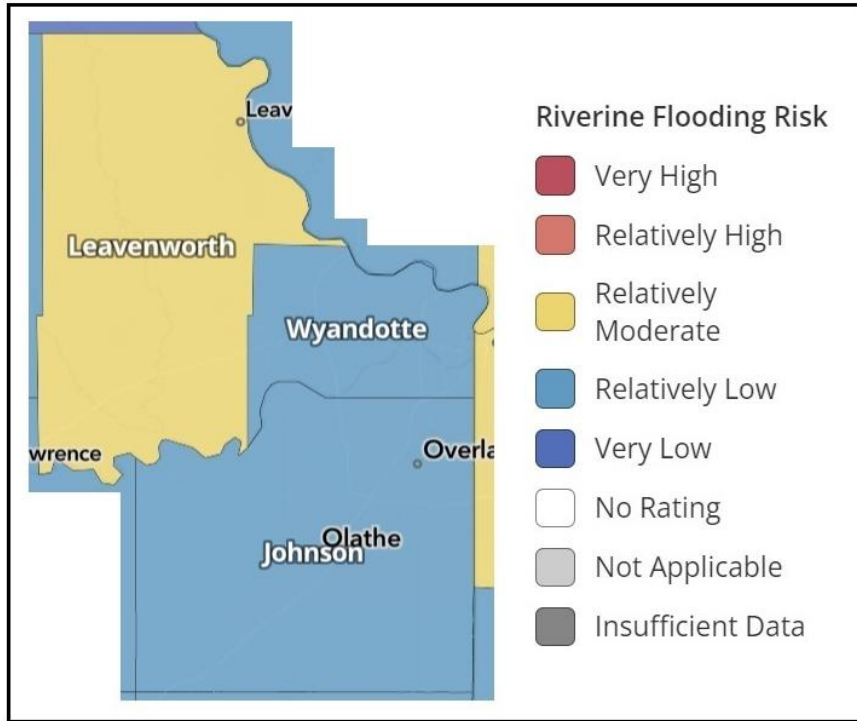 Leav
Leavenworth
Wyandotte
wrence
Overla
Olathe
Johnson
Riverine Flooding Risk
Very High
Relatively High
Relatively
Moderate
Relatively Low
Very Low
No Rating
Not Applicable
Insufficient Data